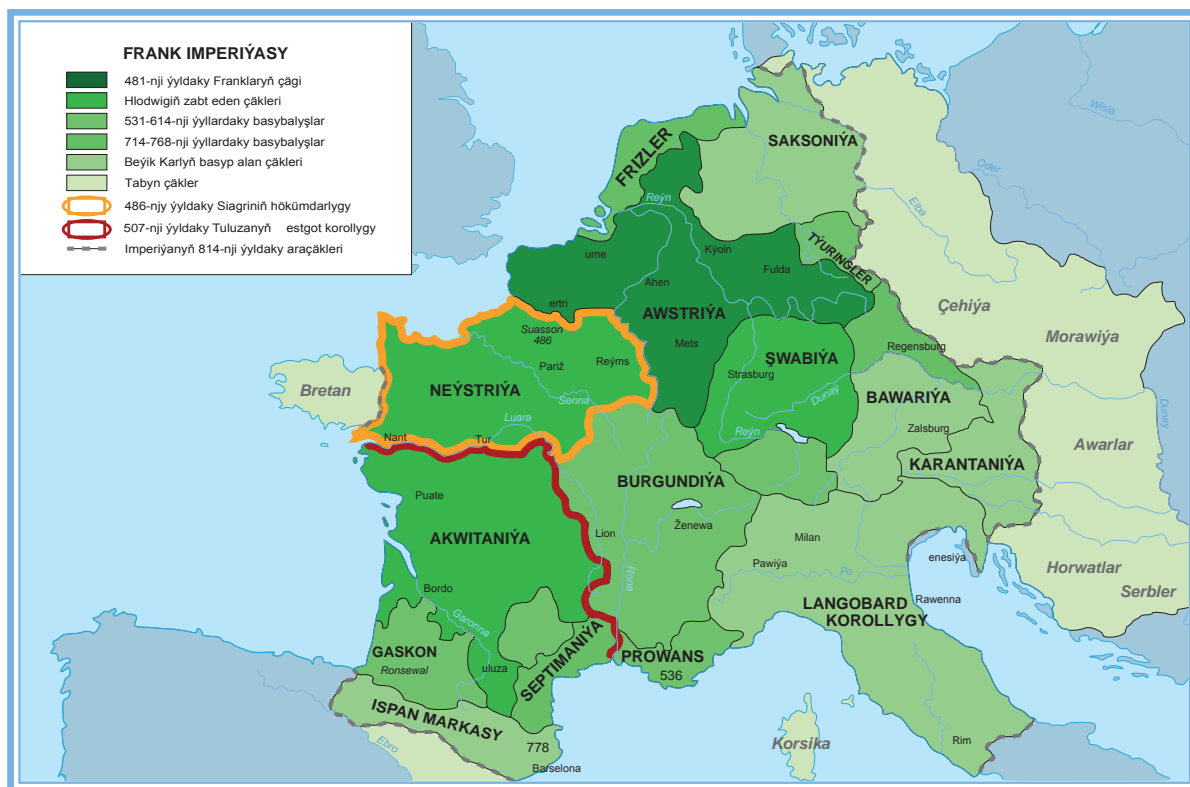 FRANK IMPERIÝASY
481-nji ýyldaky Franklaryň çägi
Hlodwigiň zabt eden çäkleri
531-614-nji ýyllardaky basybalyşlar
714-768-nji ýyllardaky basybalyşlar
Beýik Karlyň basyp alan çäkleri
Tabyn çäkler
486-njy ýyldaky Siagriniň hökümdarlygy
507-nji ýyldaky Tuluzanyň estgot korollygy
Imperiýanyň 814-nji ýyldaky araçäkleri
SAKSONIÝA
FRIZLER
Wisla
Oder
Elba
Reýn
TÝURINGLER
urne
Kýoln
Fulda
Ahen
Çehiýa
ertri
AWSTRIÝA
Morawiýa
Suasson
486
Mets
Regensburg
Pariž
Reýms
ŞWABIÝA
Strasburg
Bretan
NEÝSTRIÝA
Senna
Dunaý
BAWARIÝA
Dunaý
Luara
Zalsburg
Nant
Tur
Reýn
Awarlar
KARANTANIÝA
BURGUNDIÝA
Puate
Ženewa
AKWITANIÝA
Lion
Milan
enesiýa
Pawiýa
Po
Horwatlar
Rona
Serbler
Bordo
Rawenna
LANGOBARD
KOROLLYGY
Garonna
GASKON
Ronsewal
uluza
SEPTIMANIÝA
PROWANS
536
ISPAN MARKASY
778
Ebro
Barselona
Korsika
Rim